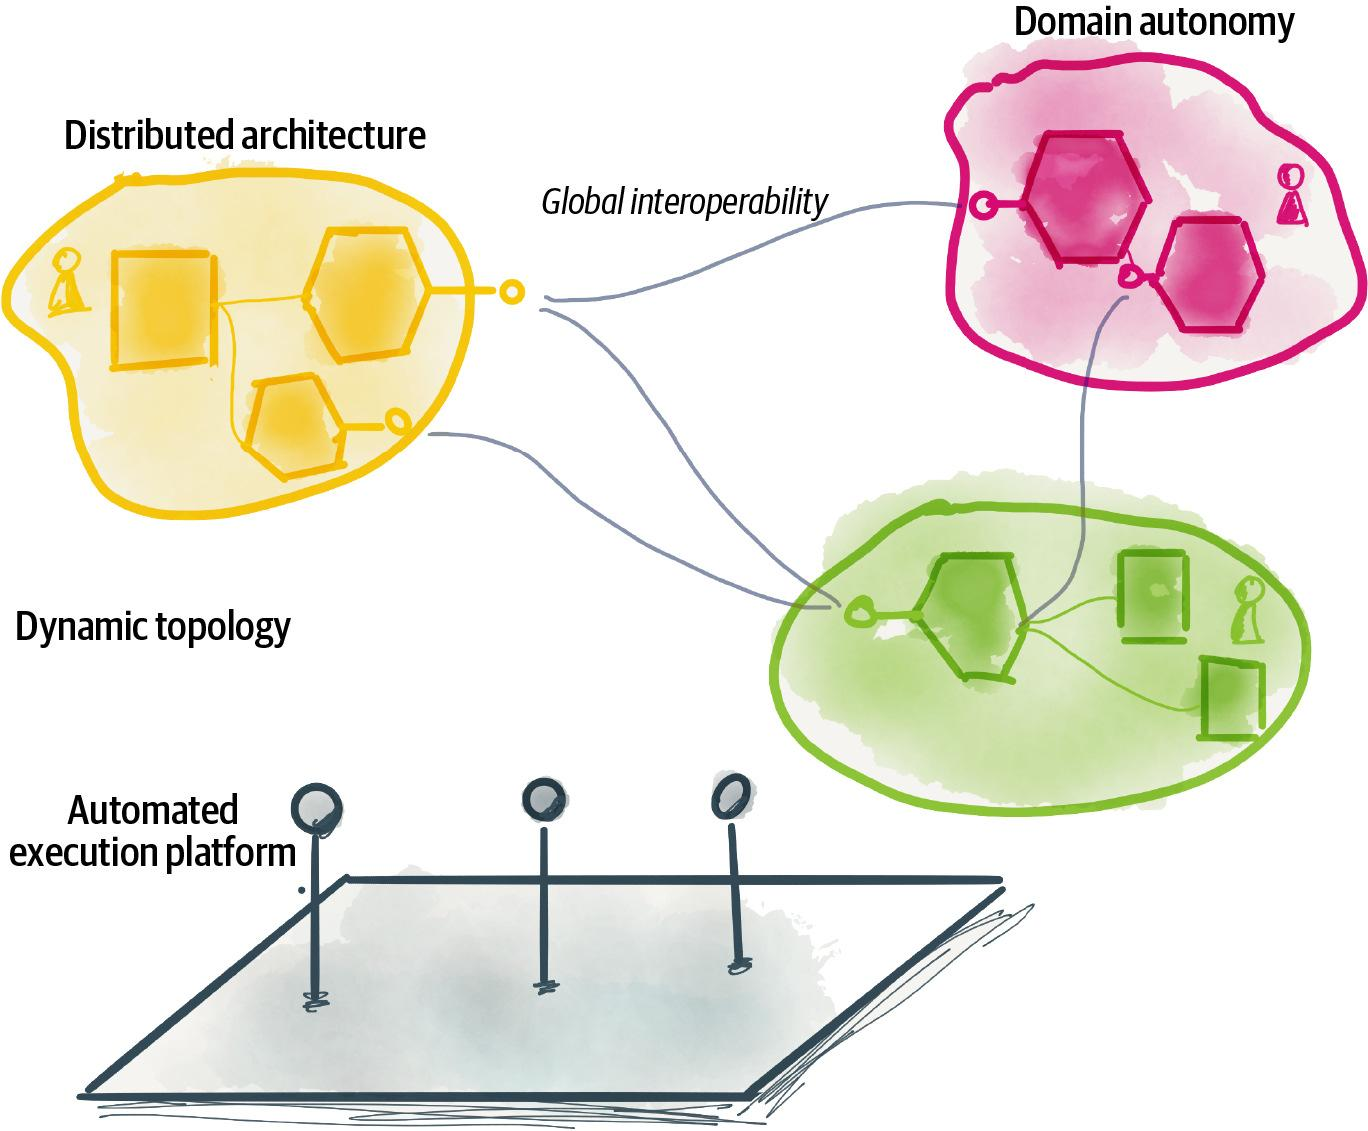 Domain autonomy
Distributed architecture
Global interoperability
Dynamic topology
Automated
execution platform